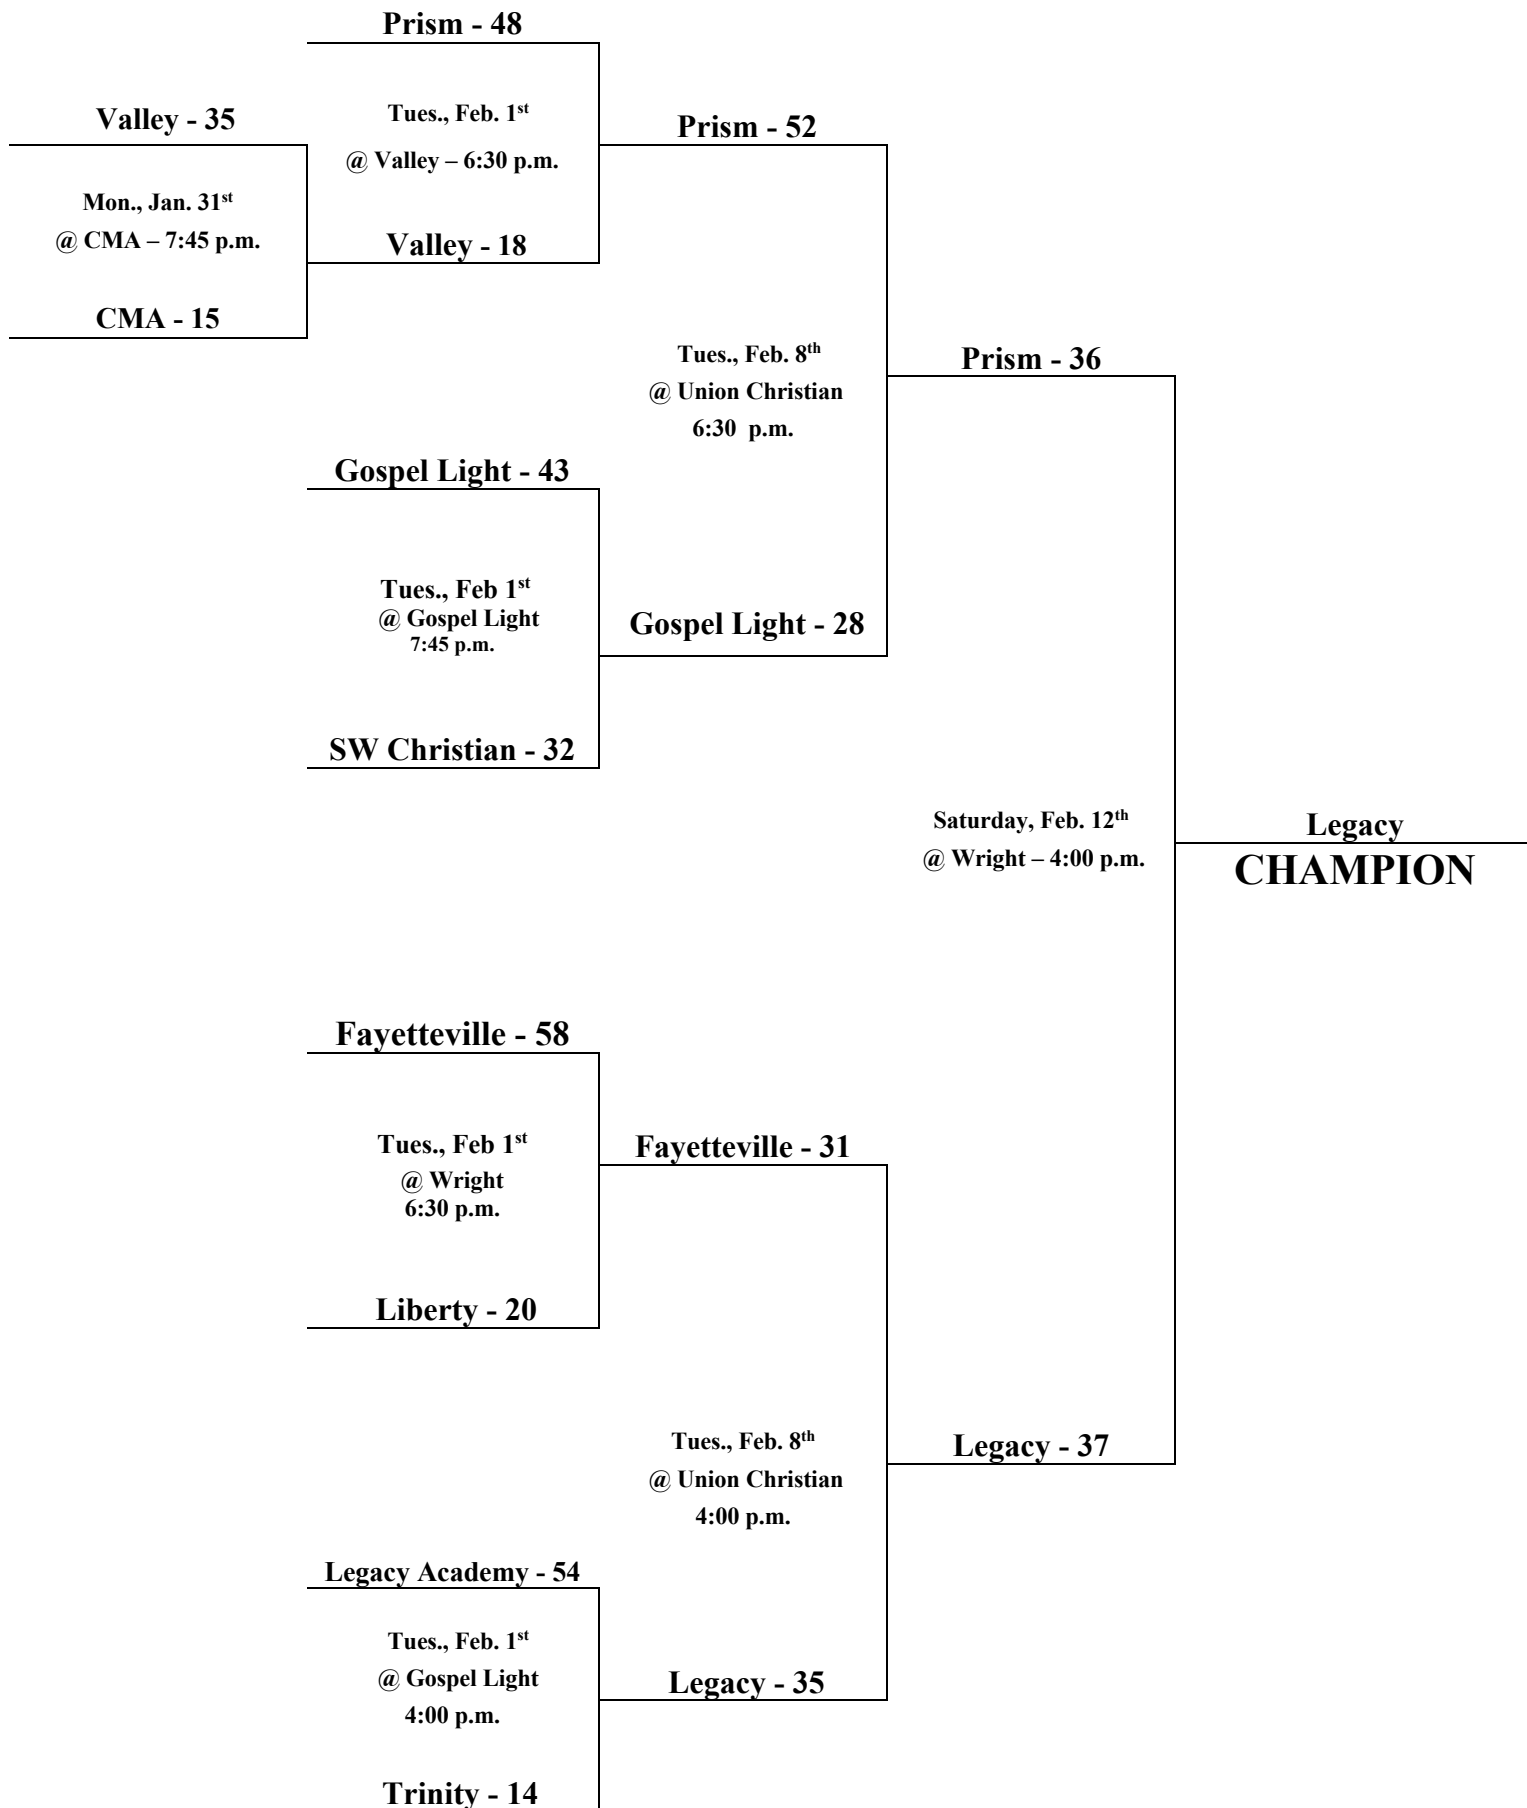 Prism - 48
Valley - 35
Tues., Feb. 1st
@ Valley – 6:30 p.m.
Prism - 52
Mon., Jan. 31st
@ CMA – 7:45 p.m.
Valley - 18
CMA - 15
Tues., Feb. 8th
@ Union Christian
6:30 p.m.
Prism - 36
Gospel Light - 43
Tues., Feb 1st
@ Gospel Light
7:45 p.m.
Gospel Light - 28
SW Christian - 32
Saturday, Feb. 12th
@ Wright – 4:00 p.m.
Legacy
CHAMPION
Fayetteville - 58
Tues., Feb 1st
@ Wright
6:30 p.m.
Fayetteville - 31
Liberty - 20
Tues., Feb. 8th
@ Union Christian
4:00 p.m.
Legacy - 37
Legacy Academy - 54
Tues., Feb. 1st
@ Gospel Light
4:00 p.m.
Legacy - 35
Trinity - 14